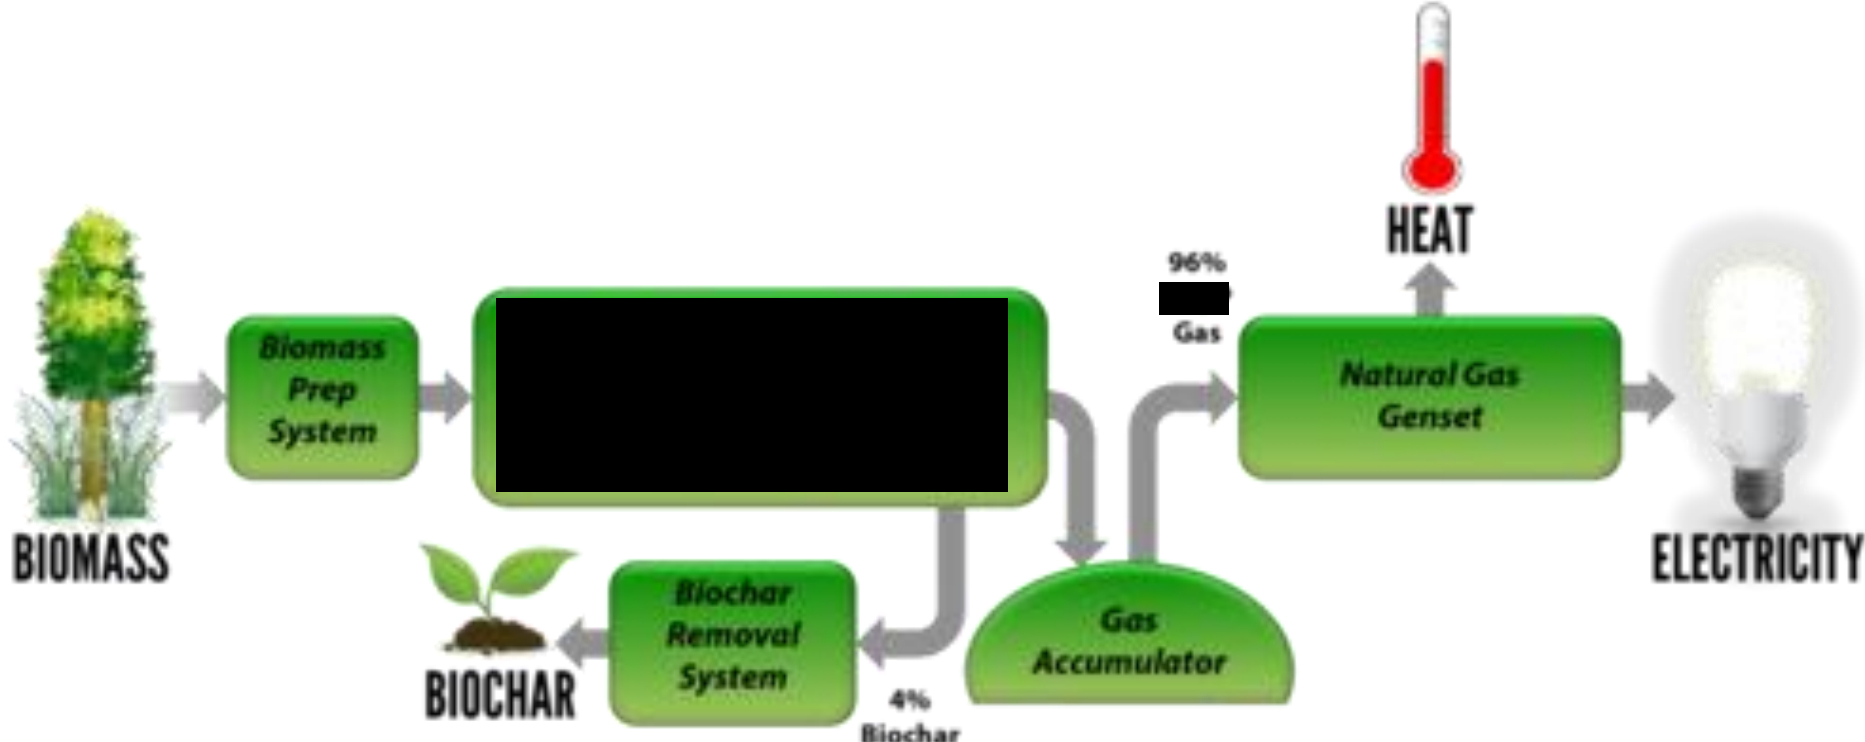 HEAT
96%
Gas
Biomass
Prep
System
Natural Gas
Genset
BIOMASS
ELECTRICITY
Biochar
Removal
System
Gas
Accumulator
BIOCHAR
4%
Biochar